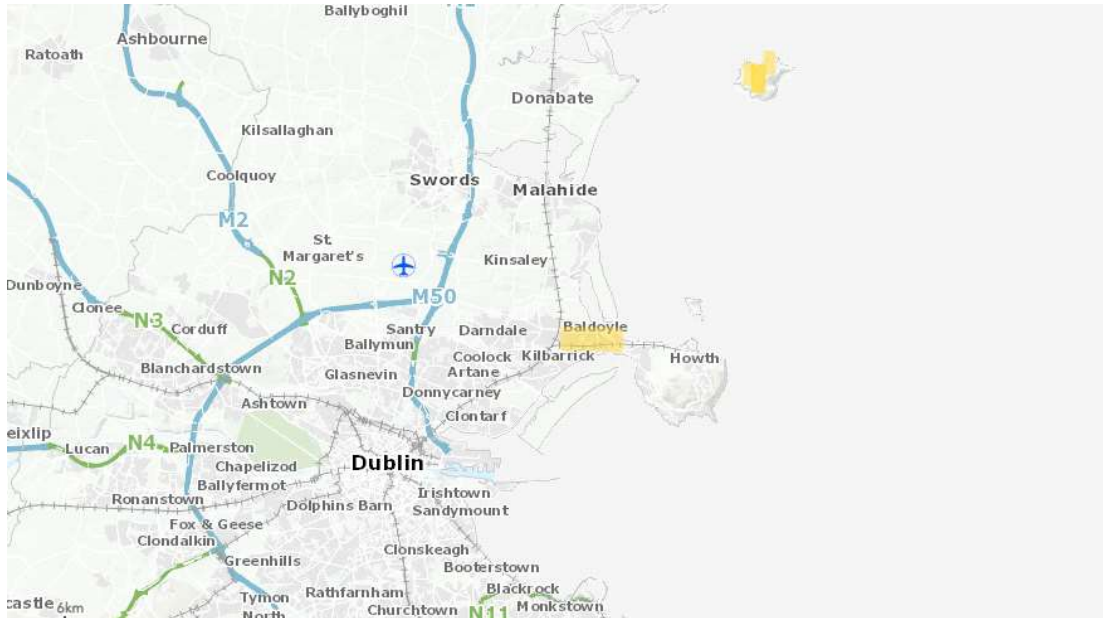 M1
Ballyboghil
Ashbourne
Ratoath
Donabate
Kilsallaghan
Coolquoy
Swords
Malahide
M2
St.
Margaret's
Kinsaley
N2
Dunboyne
M50
Clonee
N3
Corduff
Santry
Darndale
Baldoyle
Ballymun
Coolock
Kilbarrick
Howth
Blanchardstown
Glasnevin
Artane
Donnycarney
Ashtown
Clontarf
eixlip
Lucan
N4
Palmerston
Chapelizod
Dublin
Ballyfermot
Ronanstown
Irishtown
Dolphins Barn
Sandymount
Fox & Geese
Clondalkin
Clonskeagh
Greenhills
Booterstown
Rathfarnham
Blackrock
Tymon
North
castle
6km
Churchtown
N11
Monkstown